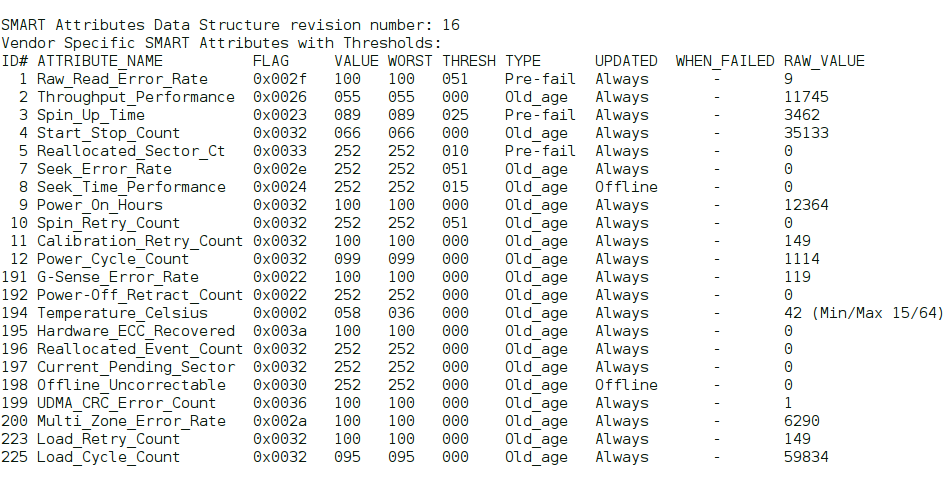 SMART Attributes Data Structure revision number: 16
Vendor Specific SMART Attributes with Thresholds:
ID# ATTRIBUTE_NAME          FLAG     VALUE WORST THRESH TYPE      UPDATED  WHEN_FAILED RAW_VALUE
  1 Raw_Read_Error_Rate     0x002f   100   100   051    Pre-fail  Always       -       9
  2 Throughput_Performance  0x0026   055   055   000    Old_age   Always       -       11745
  3 Spin_Up_Time            0x0023   089   089   025    Pre-fail  Always       -       3462
  4 Start_Stop_Count        0x0032   066   066   000    Old_age   Always       -       35133
  5 Reallocated_Sector_Ct   0x0033   252   252   010    Pre-fail  Always       -       0
  7 Seek_Error_Rate         0x002e   252   252   051    Old_age   Always       -       0
  8 Seek_Time_Performance   0x0024   252   252   015    Old_age   Offline      -       0
  9 Power_On_Hours          0x0032   100   100   000    Old_age   Always       -       12364
 10 Spin_Retry_Count        0x0032   252   252   051    Old_age   Always       -       0
 11 Calibration_Retry_Count 0x0032   100   100   000    Old_age   Always       -       149
 12 Power_Cycle_Count       0x0032   099   099   000    Old_age   Always       -       1114
191 G-Sense_Error_Rate      0x0022   100   100   000    Old_age   Always       -       119
192 Power-Off_Retract_Count 0x0022   252   252   000    Old_age   Always       -       0
194 Temperature_Celsius     0x0002   058   036   000    Old_age   Always       -       42 (Min/Max 15/64)
195 Hardware_ECC_Recovered  0x003a   100   100   000    Old_age   Always       -       0
196 Reallocated_Event_Count 0x0032   252   252   000    Old_age   Always       -       0
197 Current_Pending_Sector  0x0032   252   252   000    Old_age   Always       -       0
198 Offline_Uncorrectable   0x0030   252   252   000    Old_age   Offline      -       0
199 UDMA_CRC_Error_Count    0x0036   100   100   000    Old_age   Always       -       1
200 Multi_Zone_Error_Rate   0x002a   100   100   000    Old_age   Always       -       6290
223 Load_Retry_Count        0x0032   100   100   000    Old_age   Always       -       149
225 Load_Cycle_Count        0x0032   095   095   000    Old_age   Always       -       59834